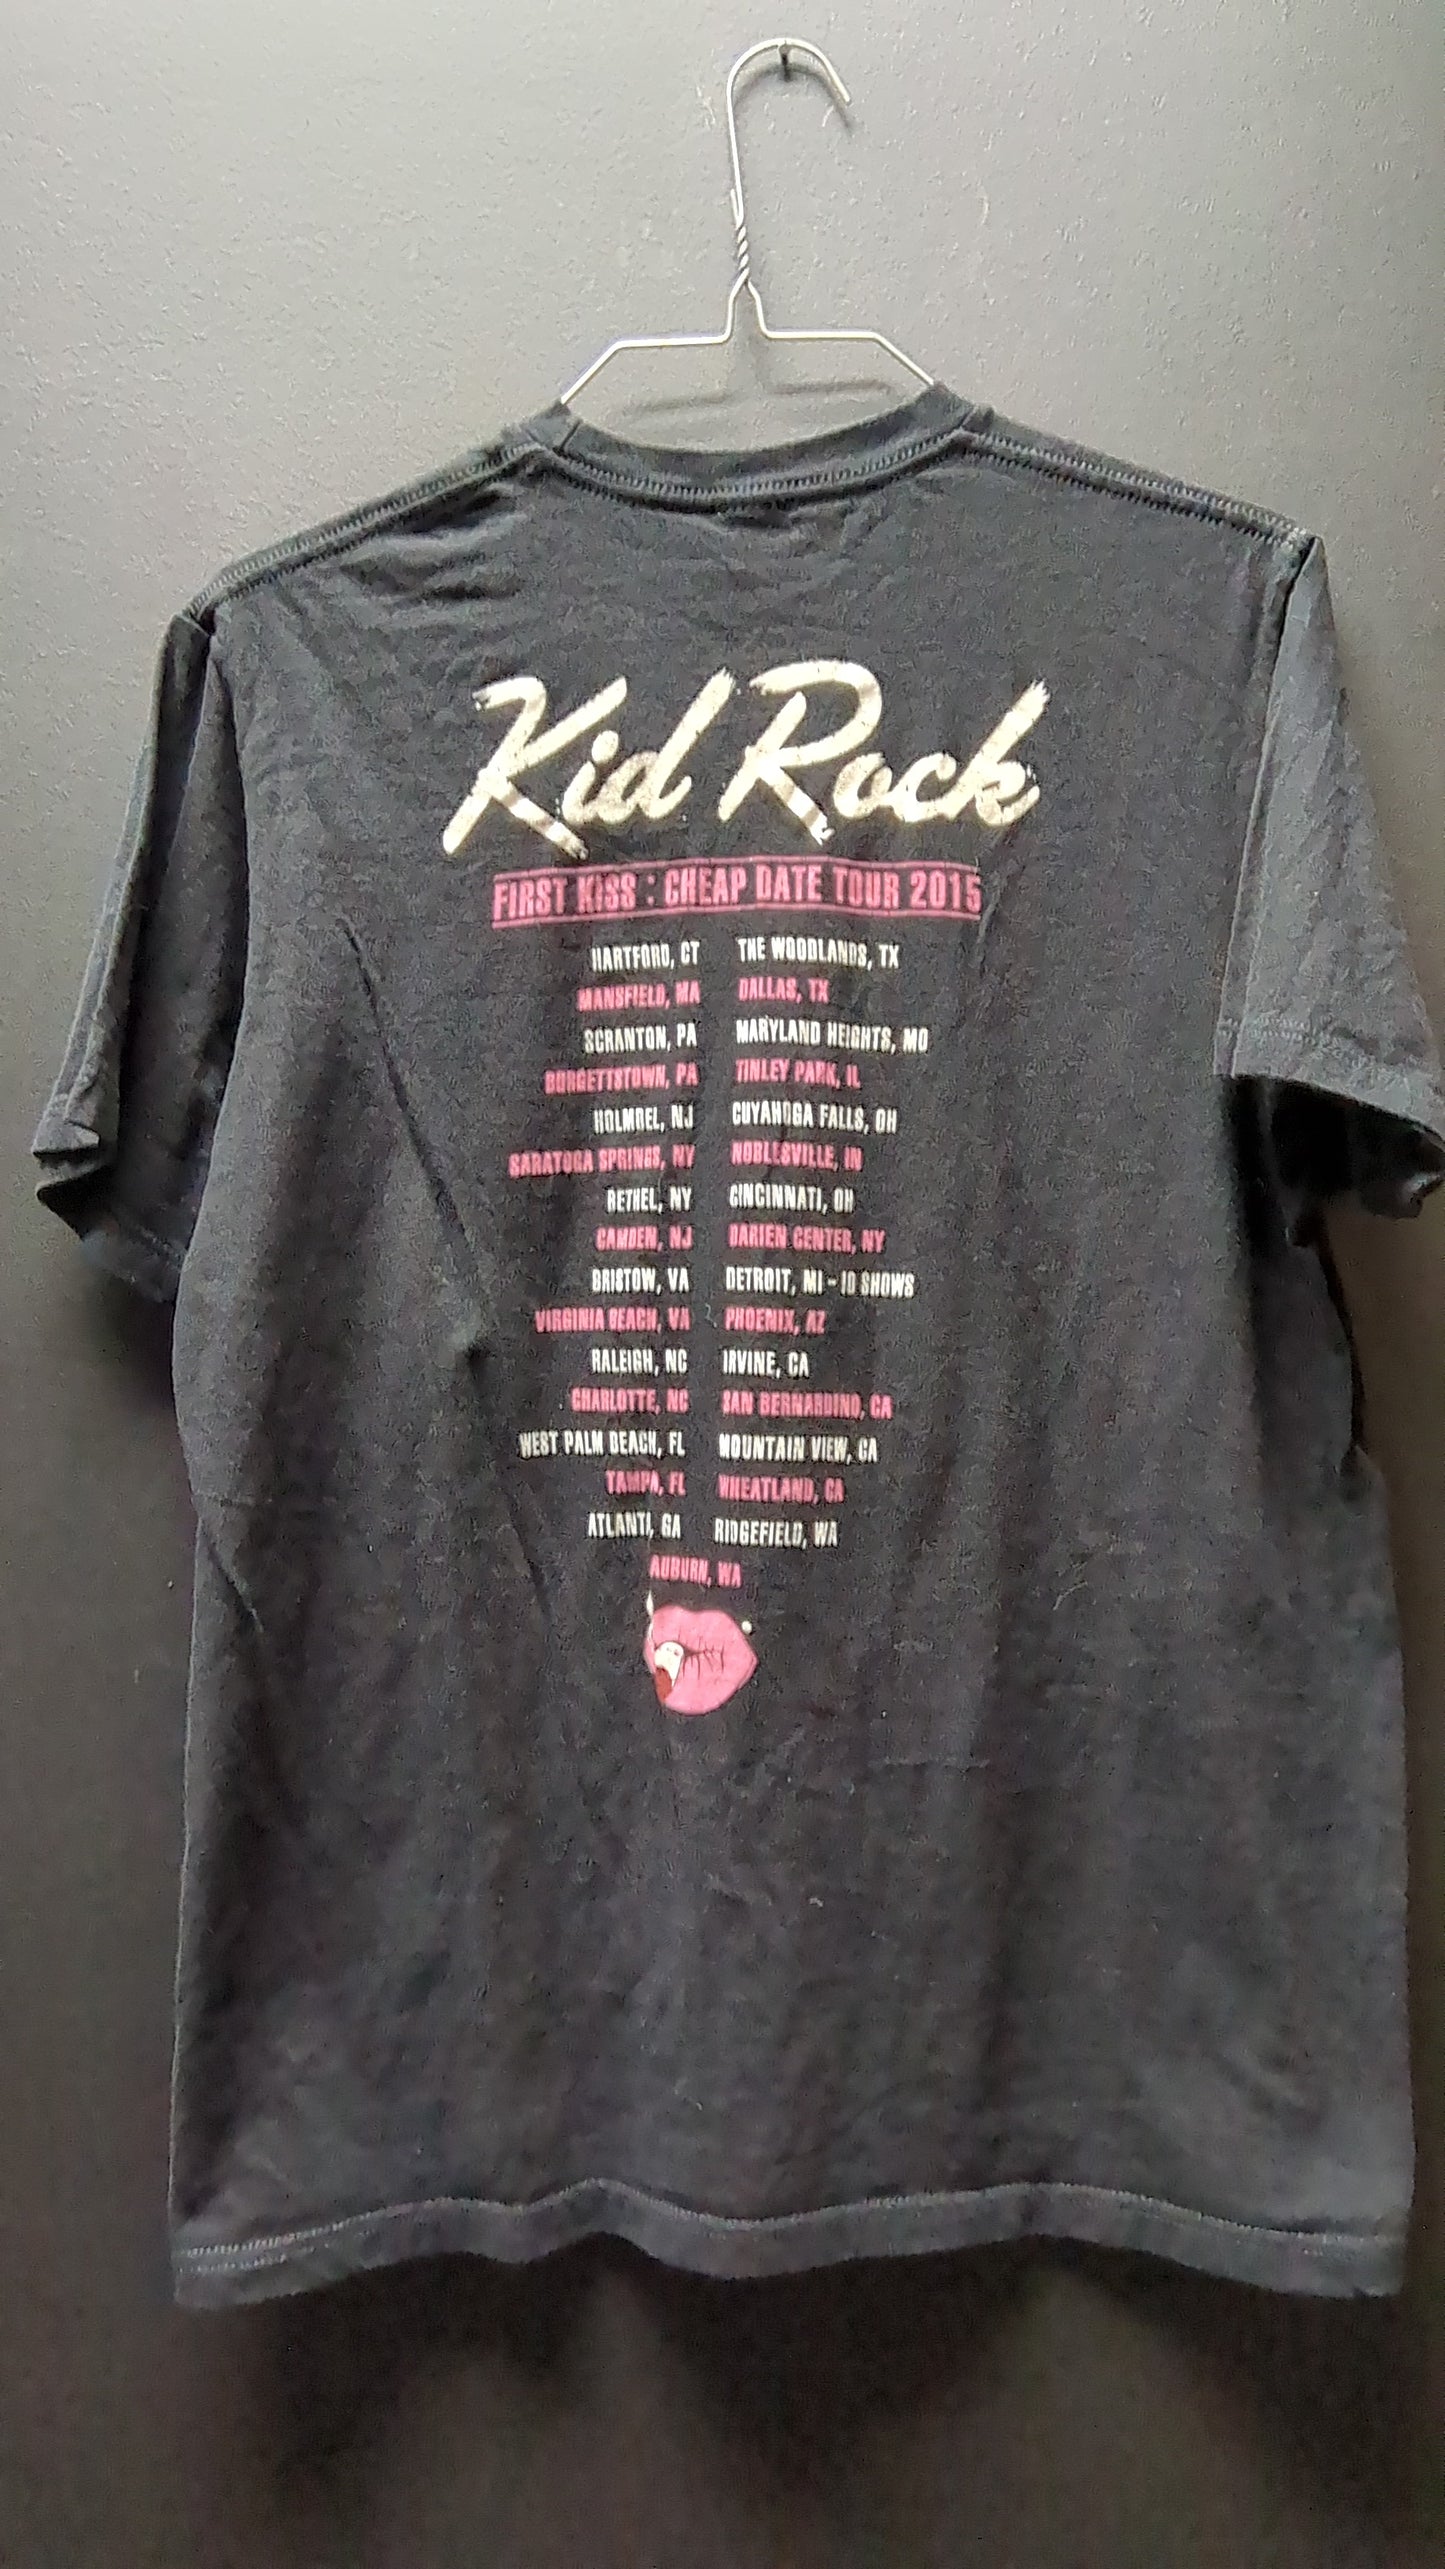 Kid Rock
FIRST KISS : CHEAP DATE TOUR 2015
HARTFORD, CT THE WOODLANDS, TX
MANSFIELD, MA DALLAS, TX
SCRANTON, PA MARYLAND HEIGHTS, MO
BURGETTSTOWN, PA TINLEY PARK, IL
HOLMDEL, NJ CUYAHOGA FALLS, OH
SARATOGA SPRINGS, NY NOBLESVILLE, IN
BETHEL, NY CINCINNATI, OH
CAMDEN, NJ DARIEN CENTER, NY
BRISTOW, VA DETROIT, MI - 10 SHOWS
VIRGINIA BEACH, VA PHOENIX, AZ
RALEIGH, NC IRVINE, CA
CHARLOTTE, NC SAN BERNARDINO, CA
WEST PALM BEACH, FL MOUNTAIN VIEW, CA
TAMPA, FL WHEATLAND, CA
ATLANTA, GA RIDGEFIELD, WA
AUBURN, WA